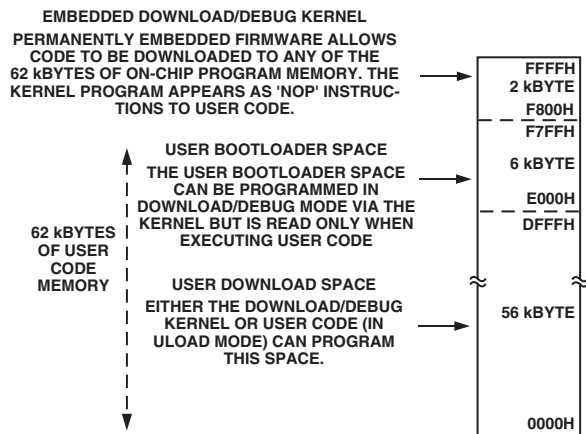 EMBEDDED DOWNLOAD/DEBUG KERNEL
PERMANENTLY EMBEDDED FIRMWARE ALLOWS
CODE TO BE DOWNLOADED TO ANY OF THE
62 kBYTES OF ON-CHIP PROGRAM MEMORY. THE
KERNEL PROGRAM APPEARS AS 'NOP' INSTRUC-
TIONS TO USER CODE.
FFFFH
2 kBYTE
F800H
F7FFH
USER BOOTLOADER SPACE
THE USER BOOTLOADER SPACE
CAN BE PROGRAMMED IN
DOWNLOAD/DEBUG MODE VIA THE
KERNEL BUT IS READ ONLY WHEN
EXECUTING USER CODE
6 kBYTE
E000H
DFFFH
62 kBYTES
OF USER
CODE
MEMORY
USER DOWNLOAD SPACE
EITHER THE DOWNLOAD/DEBUG
KERNEL OR USER CODE (IN
ULOAD MODE) CAN PROGRAM
THIS SPACE.
56 kBYTE
0000H